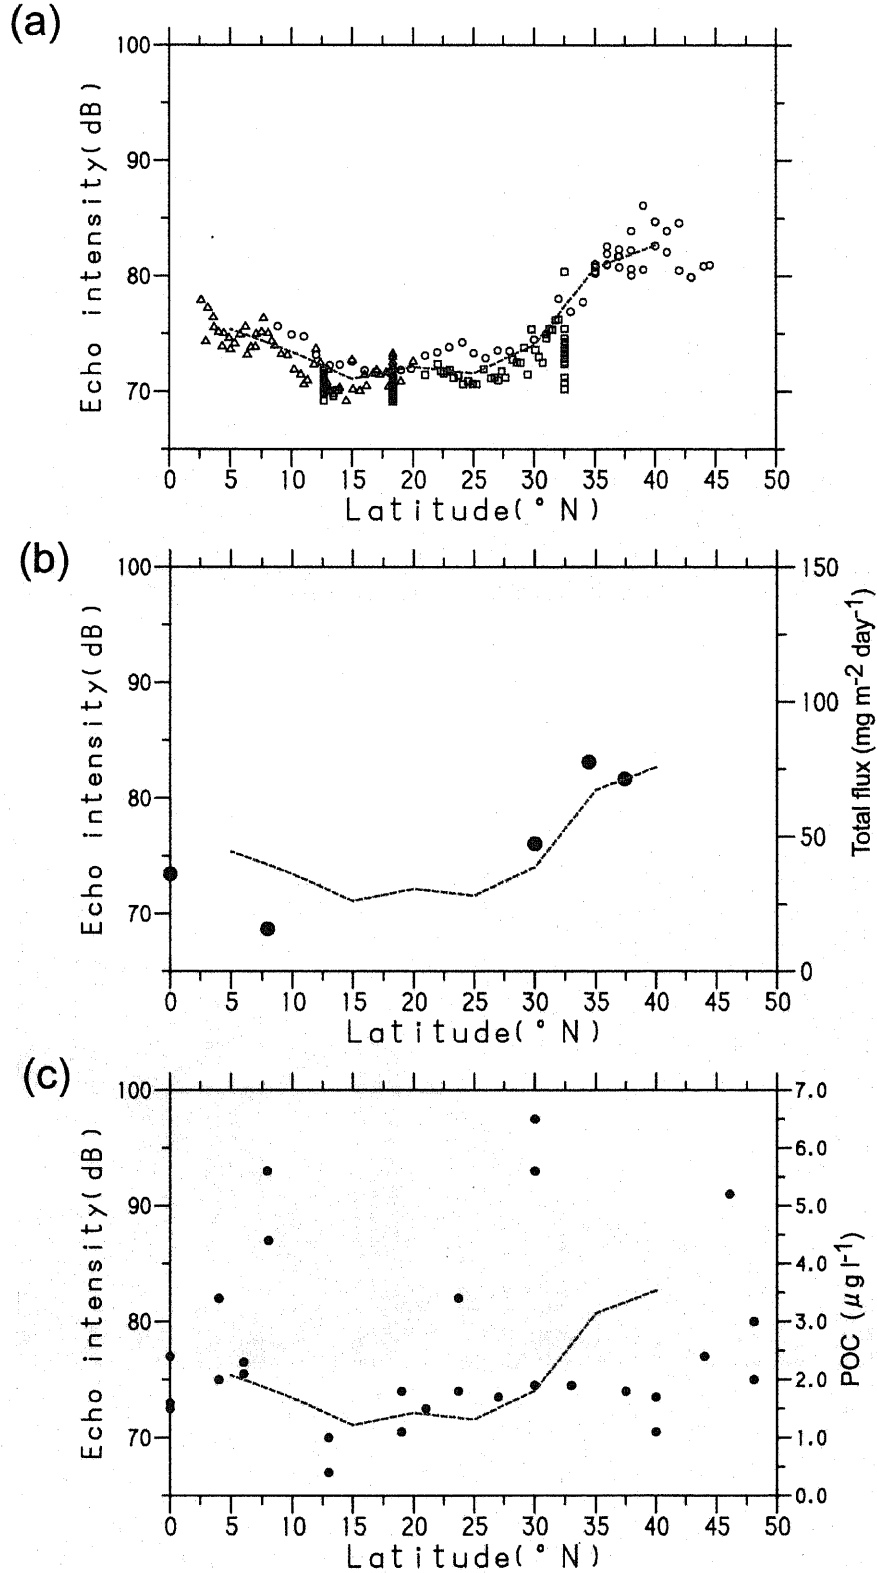 (a)
100
90
80
70
Echo intensity(dB)
0 5 10 15 20 25 30 35 40 45 50
Latitude(°N)
(b)
100
90
80
70
Echo intensity(dB)
150
100
50
0
Total flux (mg m-2 day-1)
0 5 10 15 20 25 30 35 40 45 50
Latitude(°N)
(c)
100
90
80
70
Echo intensity(dB)
7.0
6.0
5.0
4.0
3.0
2.0
1.0
0.0
POC (μg l-1)
0 5 10 15 20 25 30 35 40 45 50
Latitude(°N)